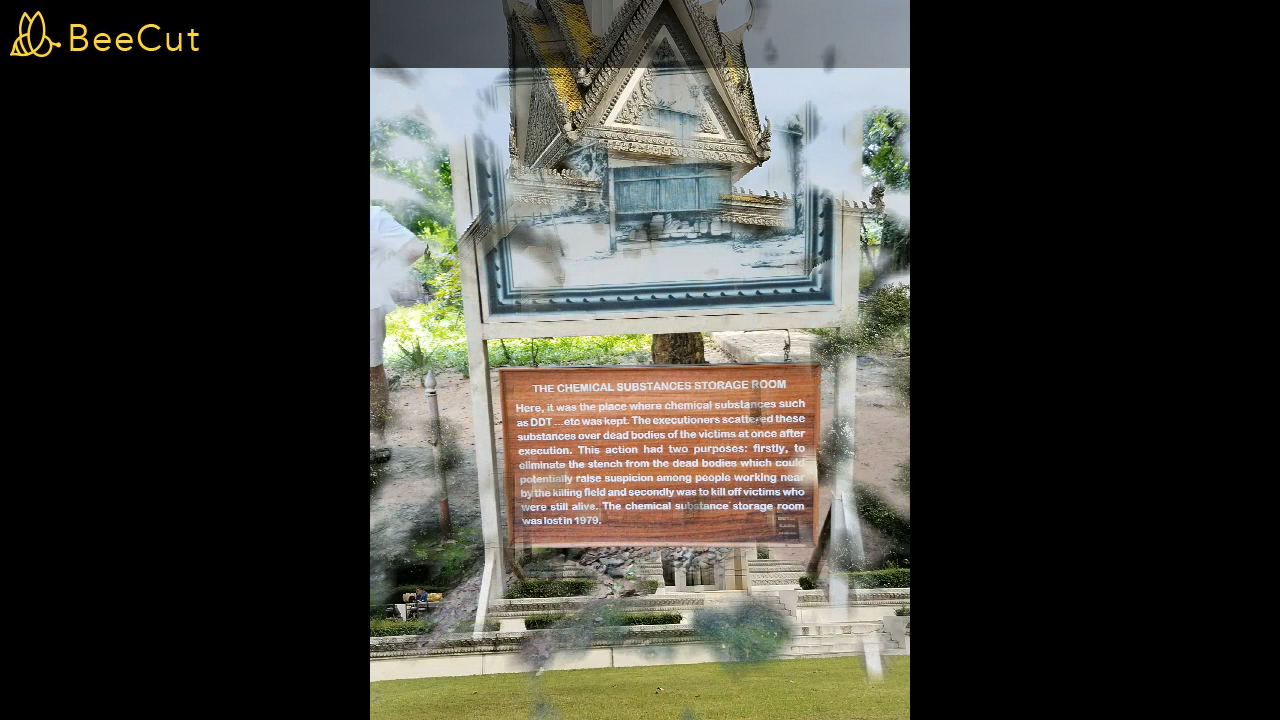 BeeCut
THE CHEMICAL SUBSTANCES STORAGE ROOM
Here, it was the place where chemical substances such
as DDT ...etc was kept. The executioners scattered these
substances over dead bodies of the victims at once after
execution. This action had two purposes: firstly, to
eliminate the stench from the dead bodies which could
potentially raise suspicion among people working near
by the killing field and secondly was to kill off victims who
were still alive. The chemical substance storage room
was lost in 1979.